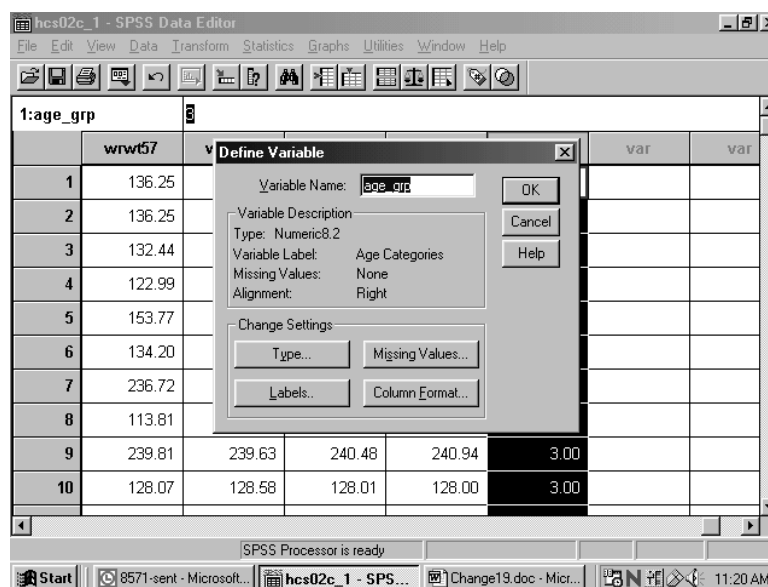 hcs02c_1 - SPSS Data Editor
File Edit View Data Transform Statistics Graphs Utilities Window Help
1:age_grp 3
wrwt57 v var var
1 136.25
2 136.25
3 132.44
4 122.99
5 153.77
6 134.20
7 236.72
8 113.81
9 239.81 239.63 240.48 240.94 3.00
10 128.07 128.58 128.01 128.00 3.00
Define Variable
Variable Name: age_grp
OK
Variable Description
Cancel
Type: Numeric8.2
Variable Label: Age Categories
Help
Missing Values: None
Alignment: Right
Change Settings
Type... Missing Values...
Labels.. Column Format...
SPSS Processor is ready
Start 8571-sent - Microsoft... hcs02c_1 - SPS... Change19.doc - Micr... 11:20 AM